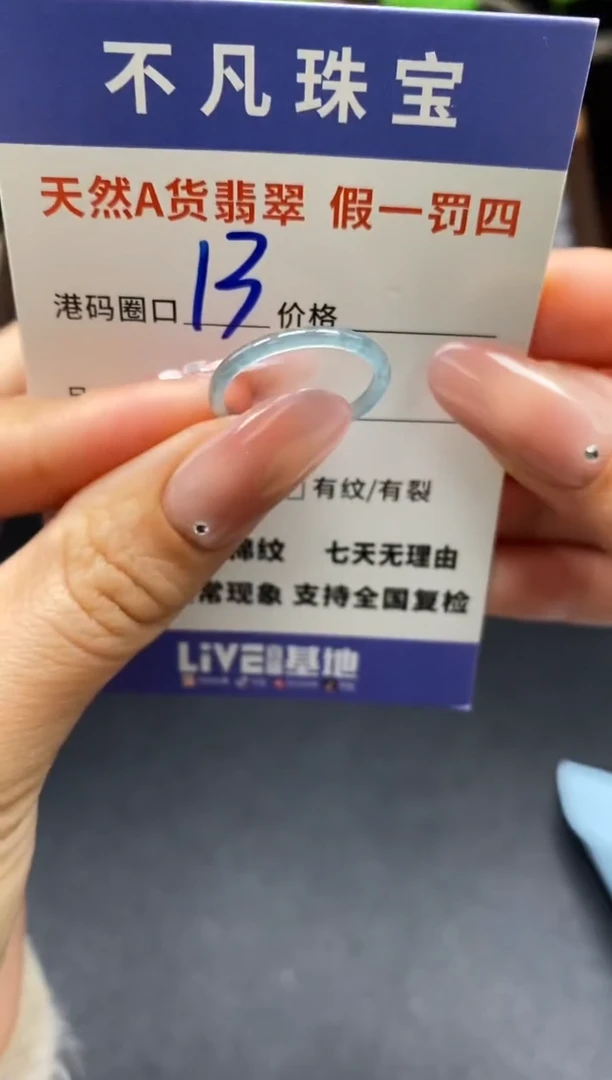 不凡珠宝
天然A货翡翠 假一罚四
港码圈口 13 价格
有纹/有裂
棉纹 七天无理由
常现象 支持全国复检
LiVE直播基地